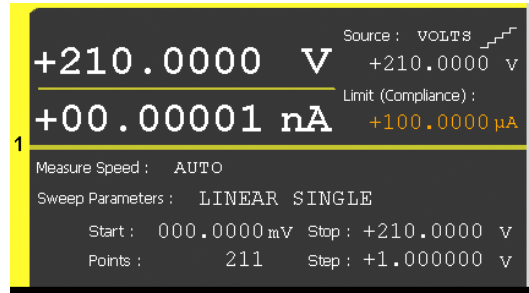 Source : VOLTS
+210.0000 V
+210.0000 V
Limit (Compliance) :
+00.00001 nA
+100.0000 µA
1
Measure Speed : AUTO
Sweep Parameters : LINEAR SINGLE
Start : 000.0000 mV Stop : +210.0000 V
Points : 211 Step : +1.000000 V